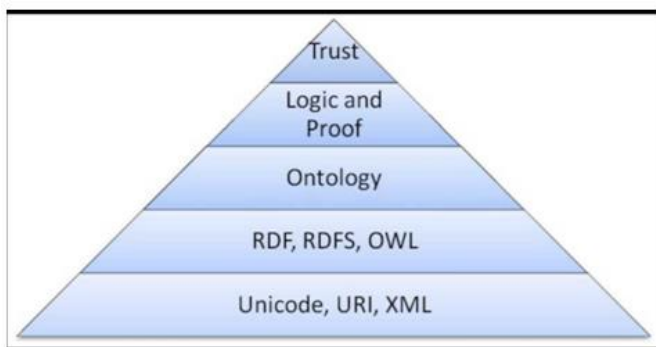 Trust
Logic and
Proof
Ontology
RDF, RDFS, OWL
Unicode, URI, XML